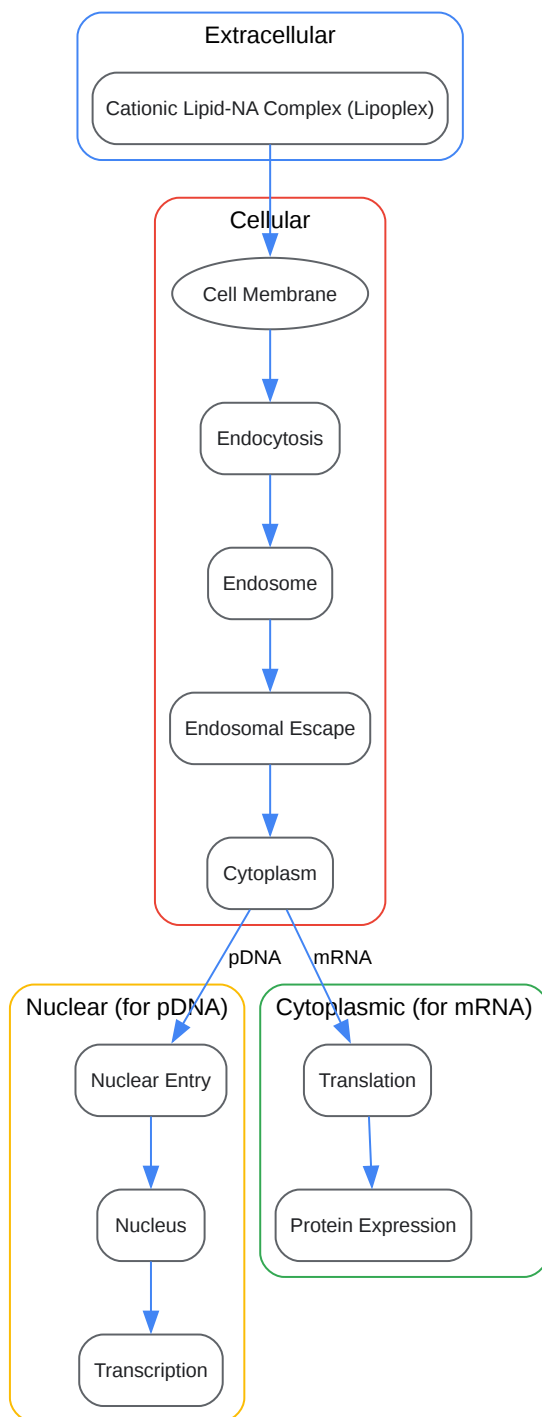 Extracellular
Cationic Lipid-NA Complex (Lipoplex)
Cellular
Cell Membrane
Endocytosis
Endosome
Endosomal Escape
Cytoplasm
pDNA
mRNA
Nuclear (for pDNA)
Nuclear Entry
Nucleus
Transcription
Cytoplasmic (for mRNA)
Translation
Protein Expression